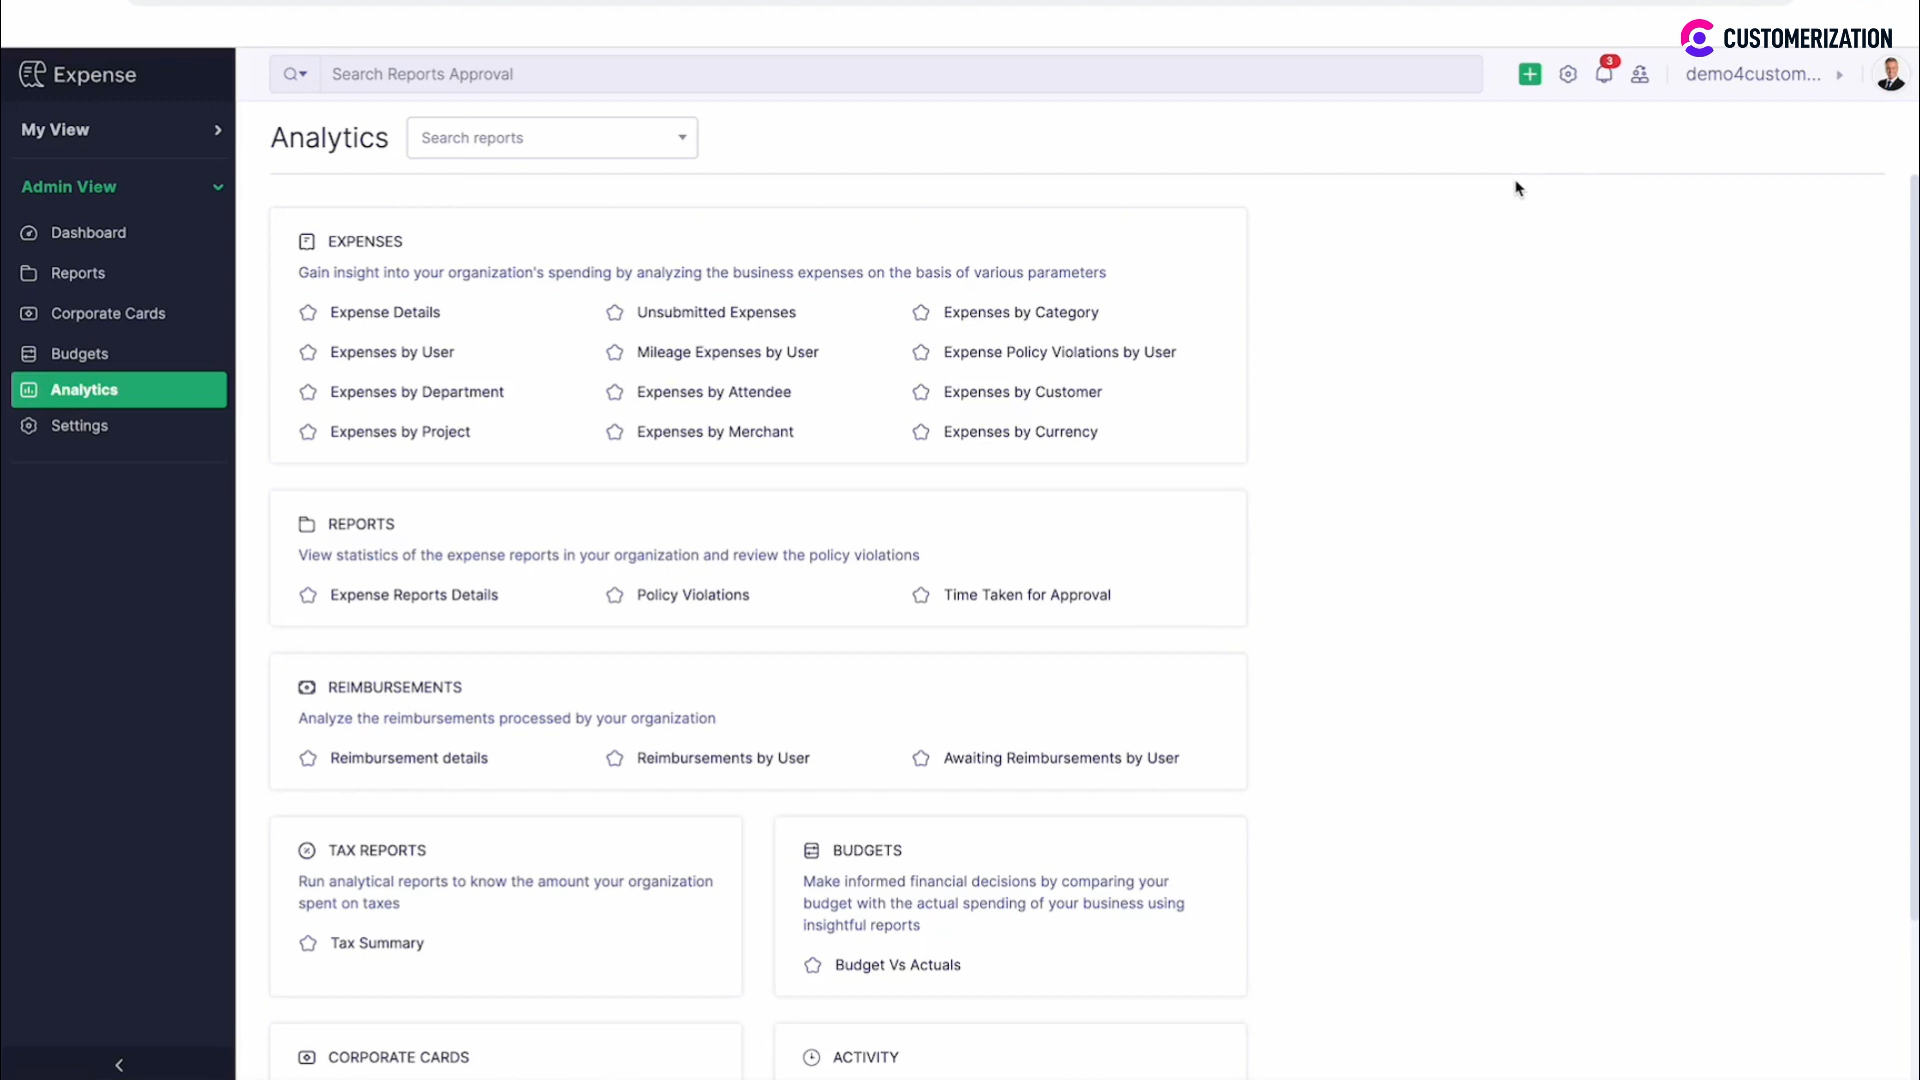 CUSTOMERIZATION
Expense
Search Reports Approval
3
demo4custom...
My View
Admin View
Dashboard
Reports
Corporate Cards
Budgets
Analytics
Settings
Analytics
Search reports
EXPENSES
Gain insight into your organization's spending by analyzing the business expenses on the basis of various parameters
Expense Details
Unsubmitted Expenses
Expenses by Category
Expenses by User
Mileage Expenses by User
Expense Policy Violations by User
Expenses by Department
Expenses by Attendee
Expenses by Customer
Expenses by Project
Expenses by Merchant
Expenses by Currency
REPORTS
View statistics of the expense reports in your organization and review the policy violations
Expense Reports Details
Policy Violations
Time Taken for Approval
REIMBURSEMENTS
Analyze the reimbursements processed by your organization
Reimbursement details
Reimbursements by User
Awaiting Reimbursements by User
TAX REPORTS
Run analytical reports to know the amount your organization
spent on taxes
Tax Summary
BUDGETS
Make informed financial decisions by comparing your
budget with the actual spending of your business using
insightful reports
Budget Vs Actuals
CORPORATE CARDS
ACTIVITY